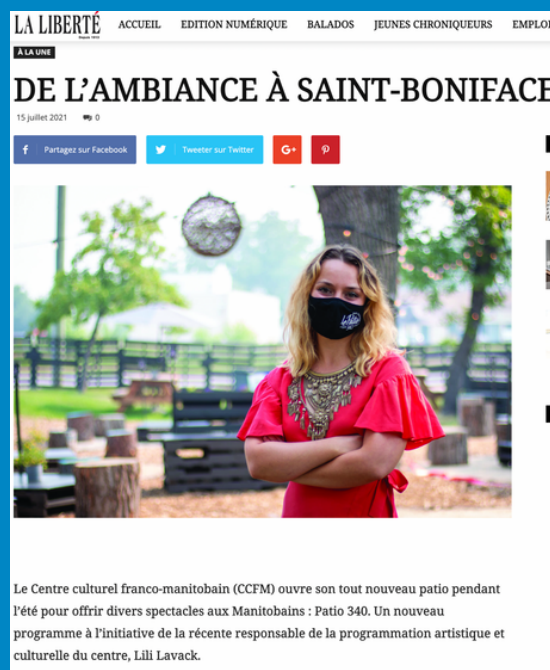 LA LIBERTÉ
Depuis 1913
ACCUEIL EDITION NUMÉRIQUE BALADOS JEUNES CHRONIQUEURS
À LA UNE
DE L’AMBIANCE À SAINT-BONIFACE
15 juillet 2021 0
Partagez sur Facebook Tweeter sur Twitter G+
Le Centre culturel franco-manitobain (CCFM) ouvre son tout nouveau patio pendant
l’été pour offrir divers spectacles aux Manitobains : Patio 340. Un nouveau
programme à l’initiative de la récente responsable de la programmation artistique et
culturelle du centre, Lili Lavack.